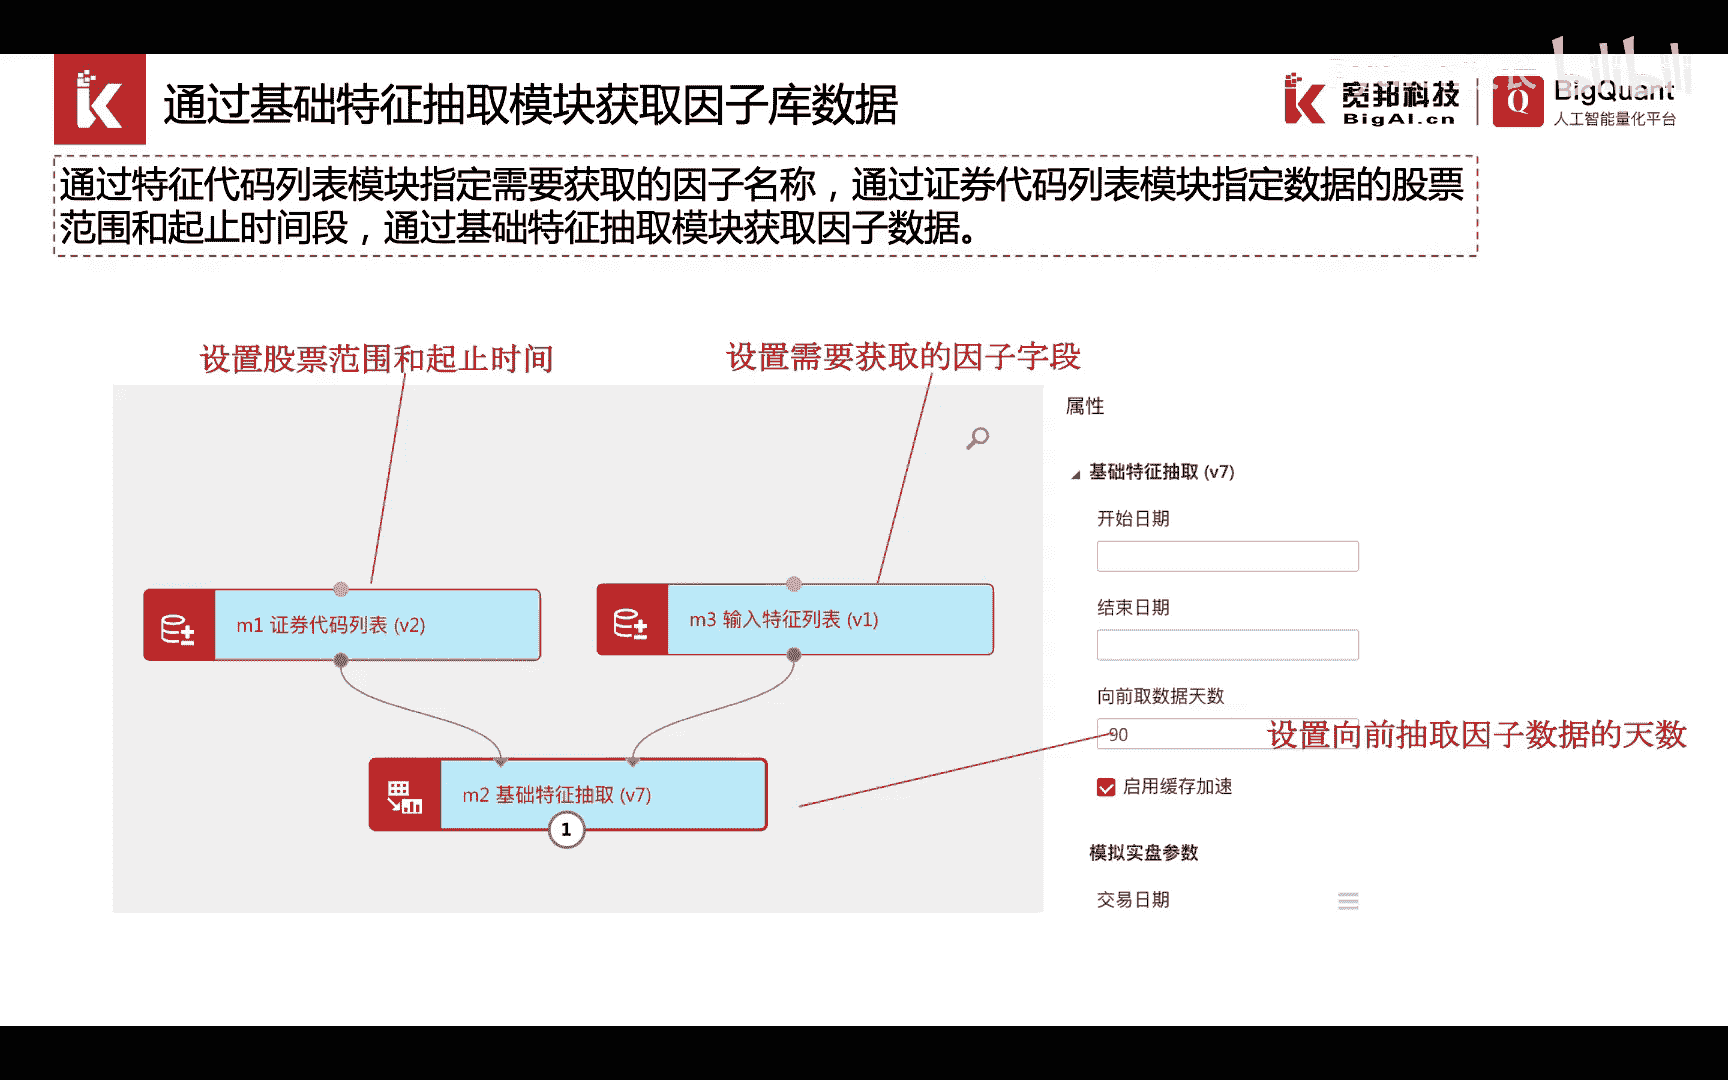 通过基础特征抽取模块获取因子库数据
宽邦科技
BigAI.cn
BigQuant
人工智能量化平台
通过特征代码列表模块指定需要获取的因子名称，通过证券代码列表模块指定数据的股票
范围和起止时间段，通过基础特征抽取模块获取因子数据。
设置股票范围和起止时间
设置需要获取的因子字段
属性
基础特征抽取 (v7)
开始日期
m1 证券代码列表 (v2)
m3 输入特征列表 (v1)
结束日期
向前取数据天数
90
设置向前抽取因子数据的天数
m2 基础特征抽取 (v7)
1
启用缓存加速
模拟实盘参数
交易日期
bilibili